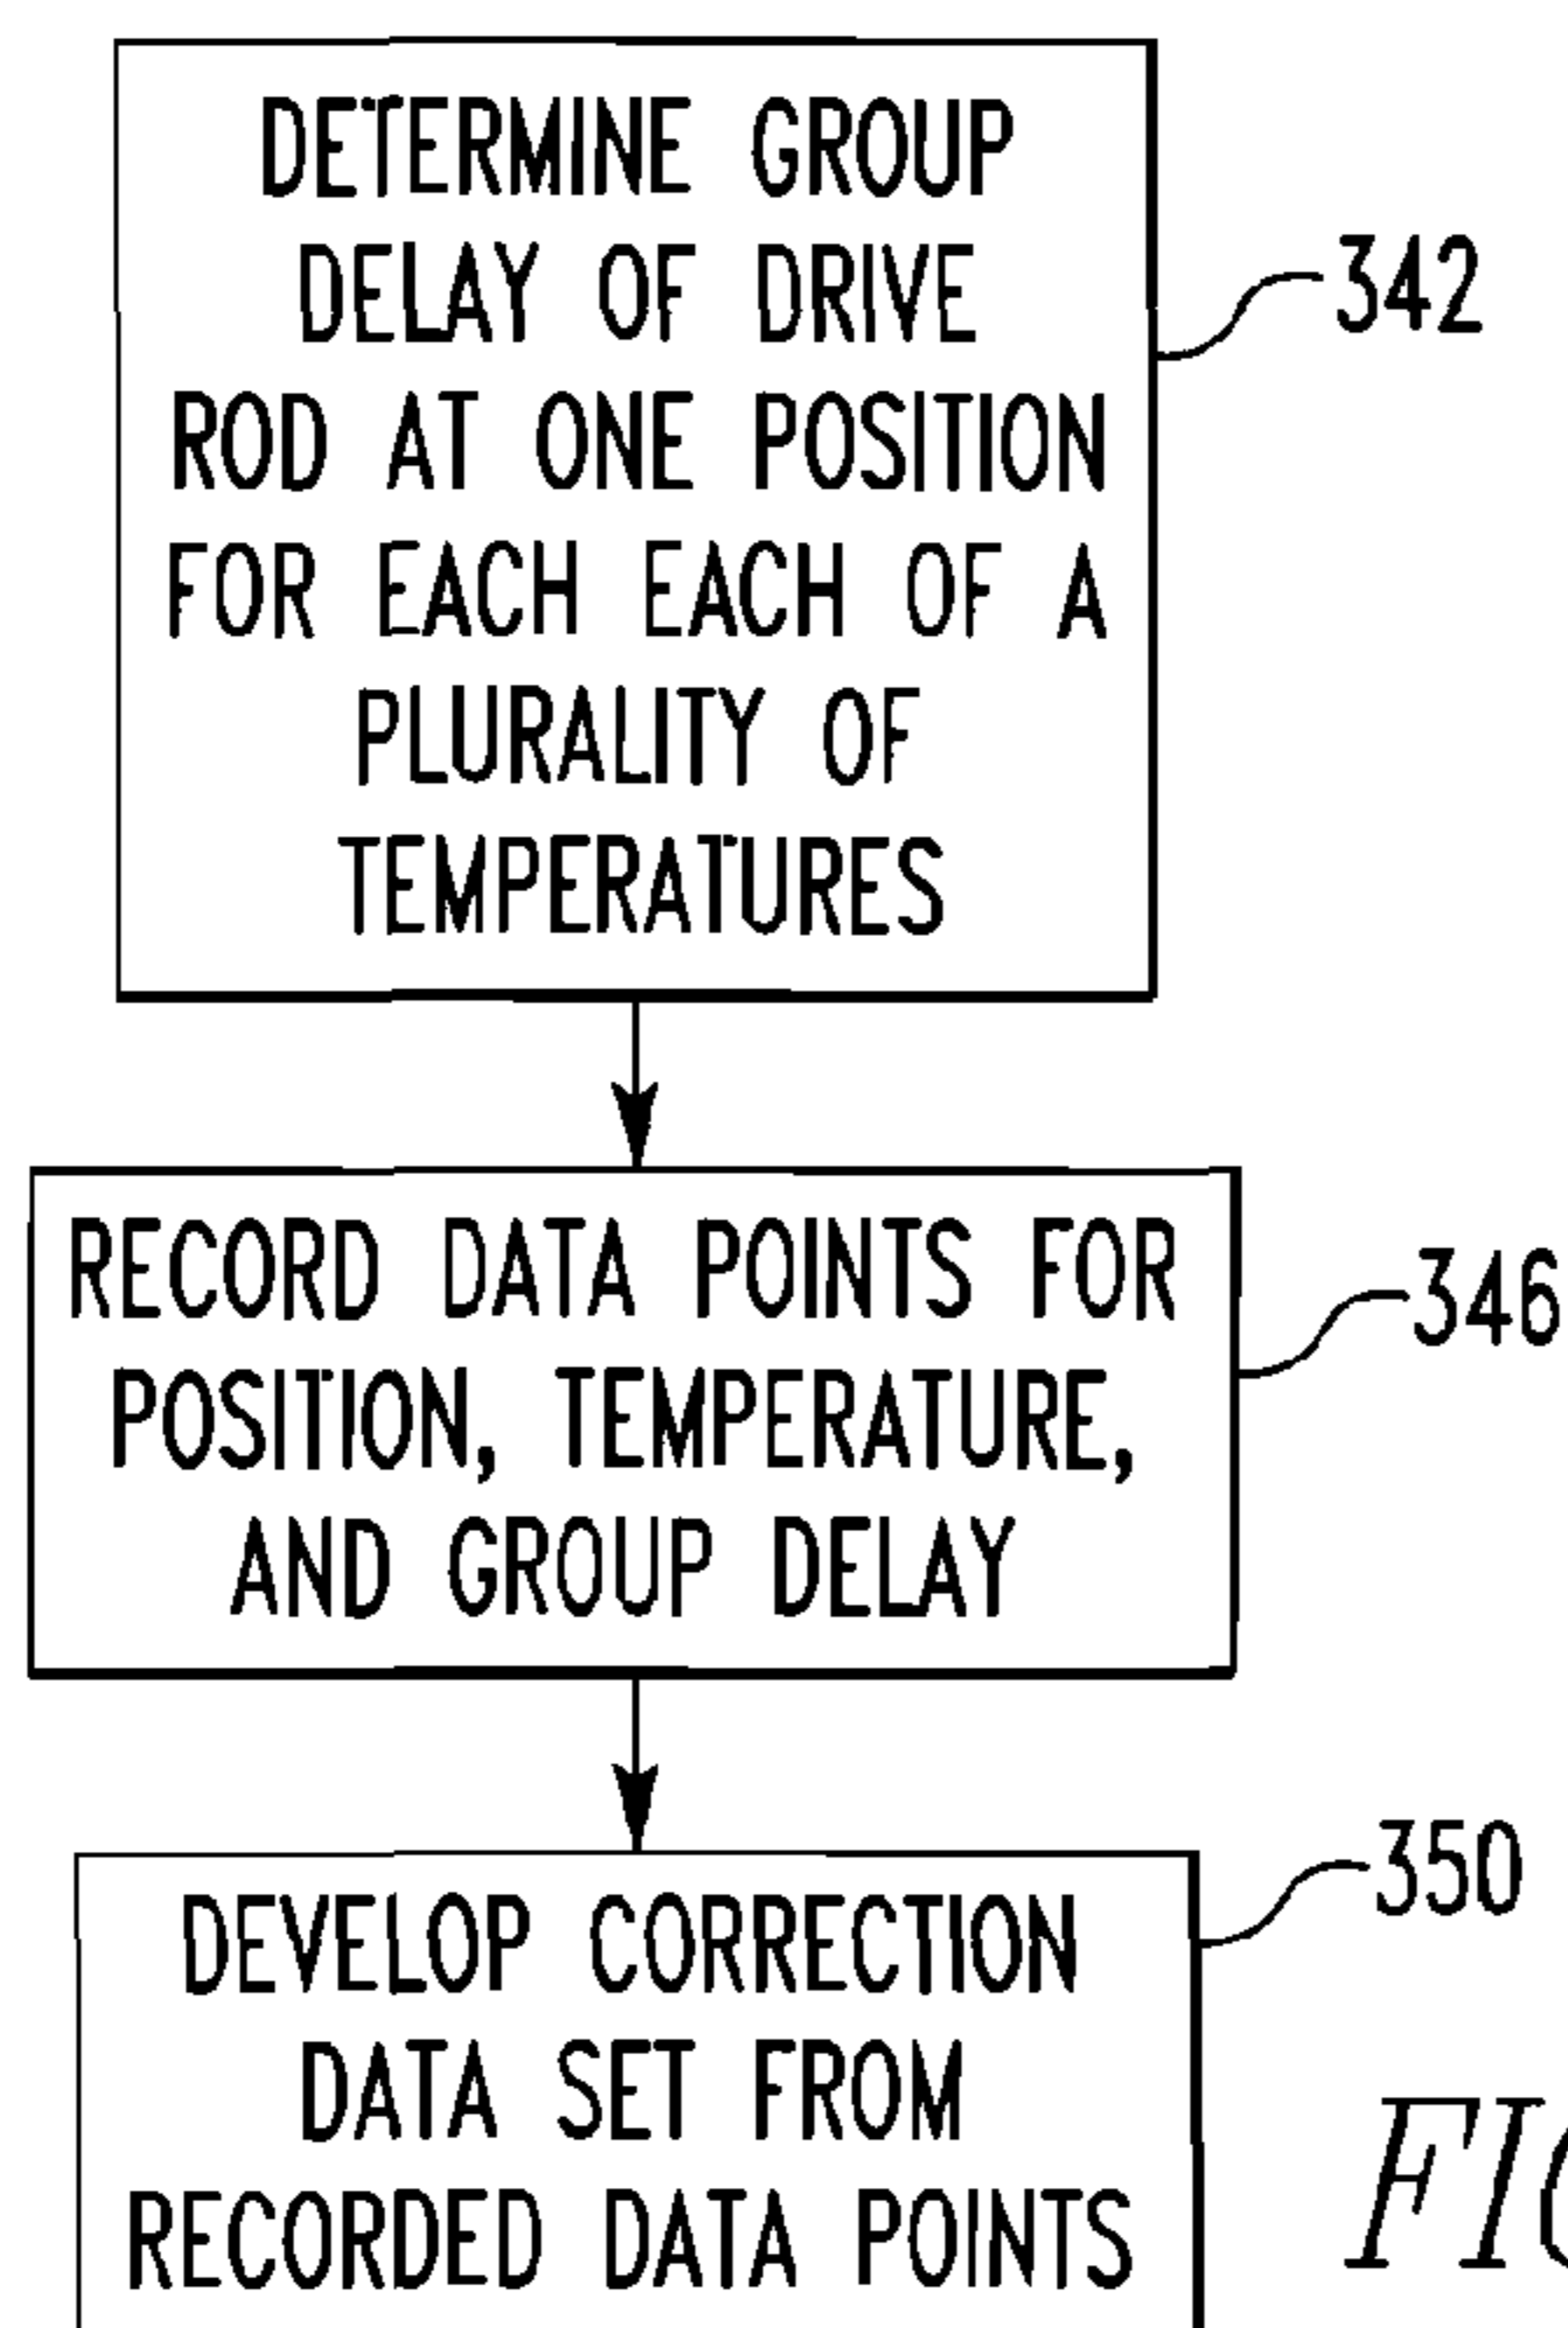 DETERMINE GROUP
DELAY OF DRIVE
ROD AT ONE POSITION
FOR EACH EACH OF A
PLURALITY OF
TEMPERATURES
342
RECORD DATA POINTS FOR
POSITION, TEMPERATURE,
AND GROUP DELAY
346
350
DEVELOP CORRECTION
DATA SET FROM
RECORDED DATA POINTS